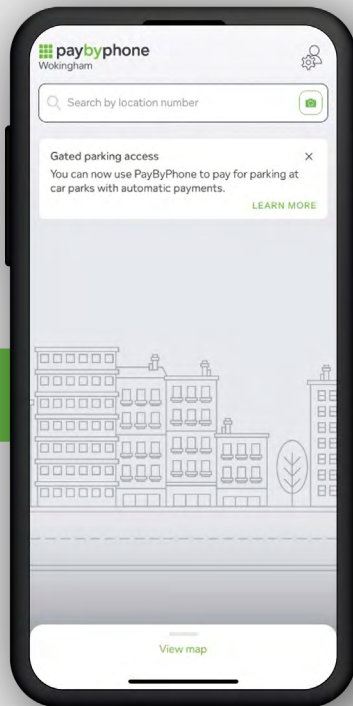 paybyphone
Wokingham
Search by location number
Gated parking access
You can now use PayByPhone to pay for parking at
car parks with automatic payments.
LEARN MORE
View map